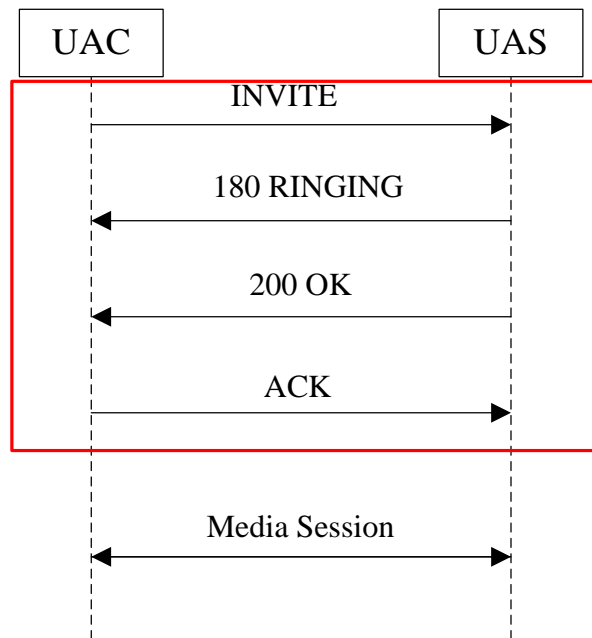 UAC
UAS
INVITE
180 RINGING
200 OK
ACK
Media Session